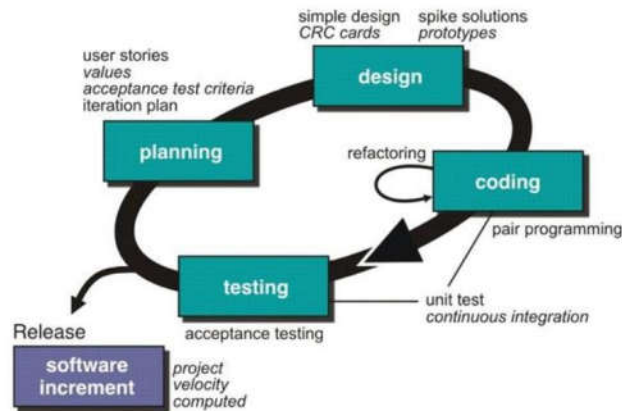 simple design
CRC cards
spike solutions
prototypes
user stories
values
acceptance test criteria
iteration plan
design
planning
refactoring
coding
pair programming
testing
unit test
continuous integration
acceptance testing
Release
software
increment
project
velocity
computed